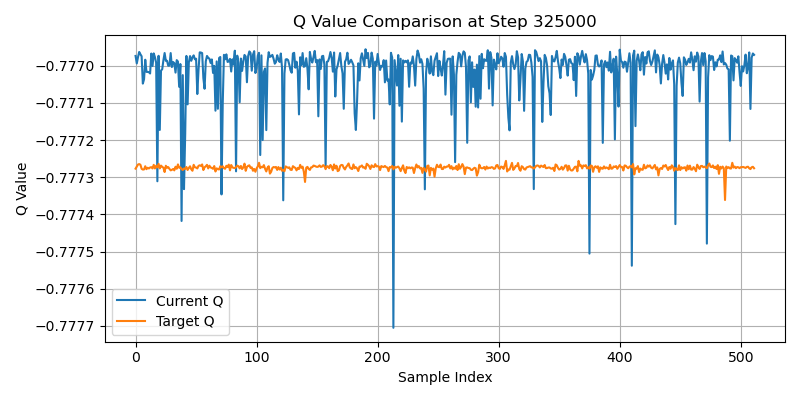 Q Value Comparison at Step 325000
Q Value
−0.7770
−0.7771
−0.7772
−0.7773
−0.7774
−0.7775
−0.7776
−0.7777
Current Q
Target Q
0 100 200 300 400 500
Sample Index